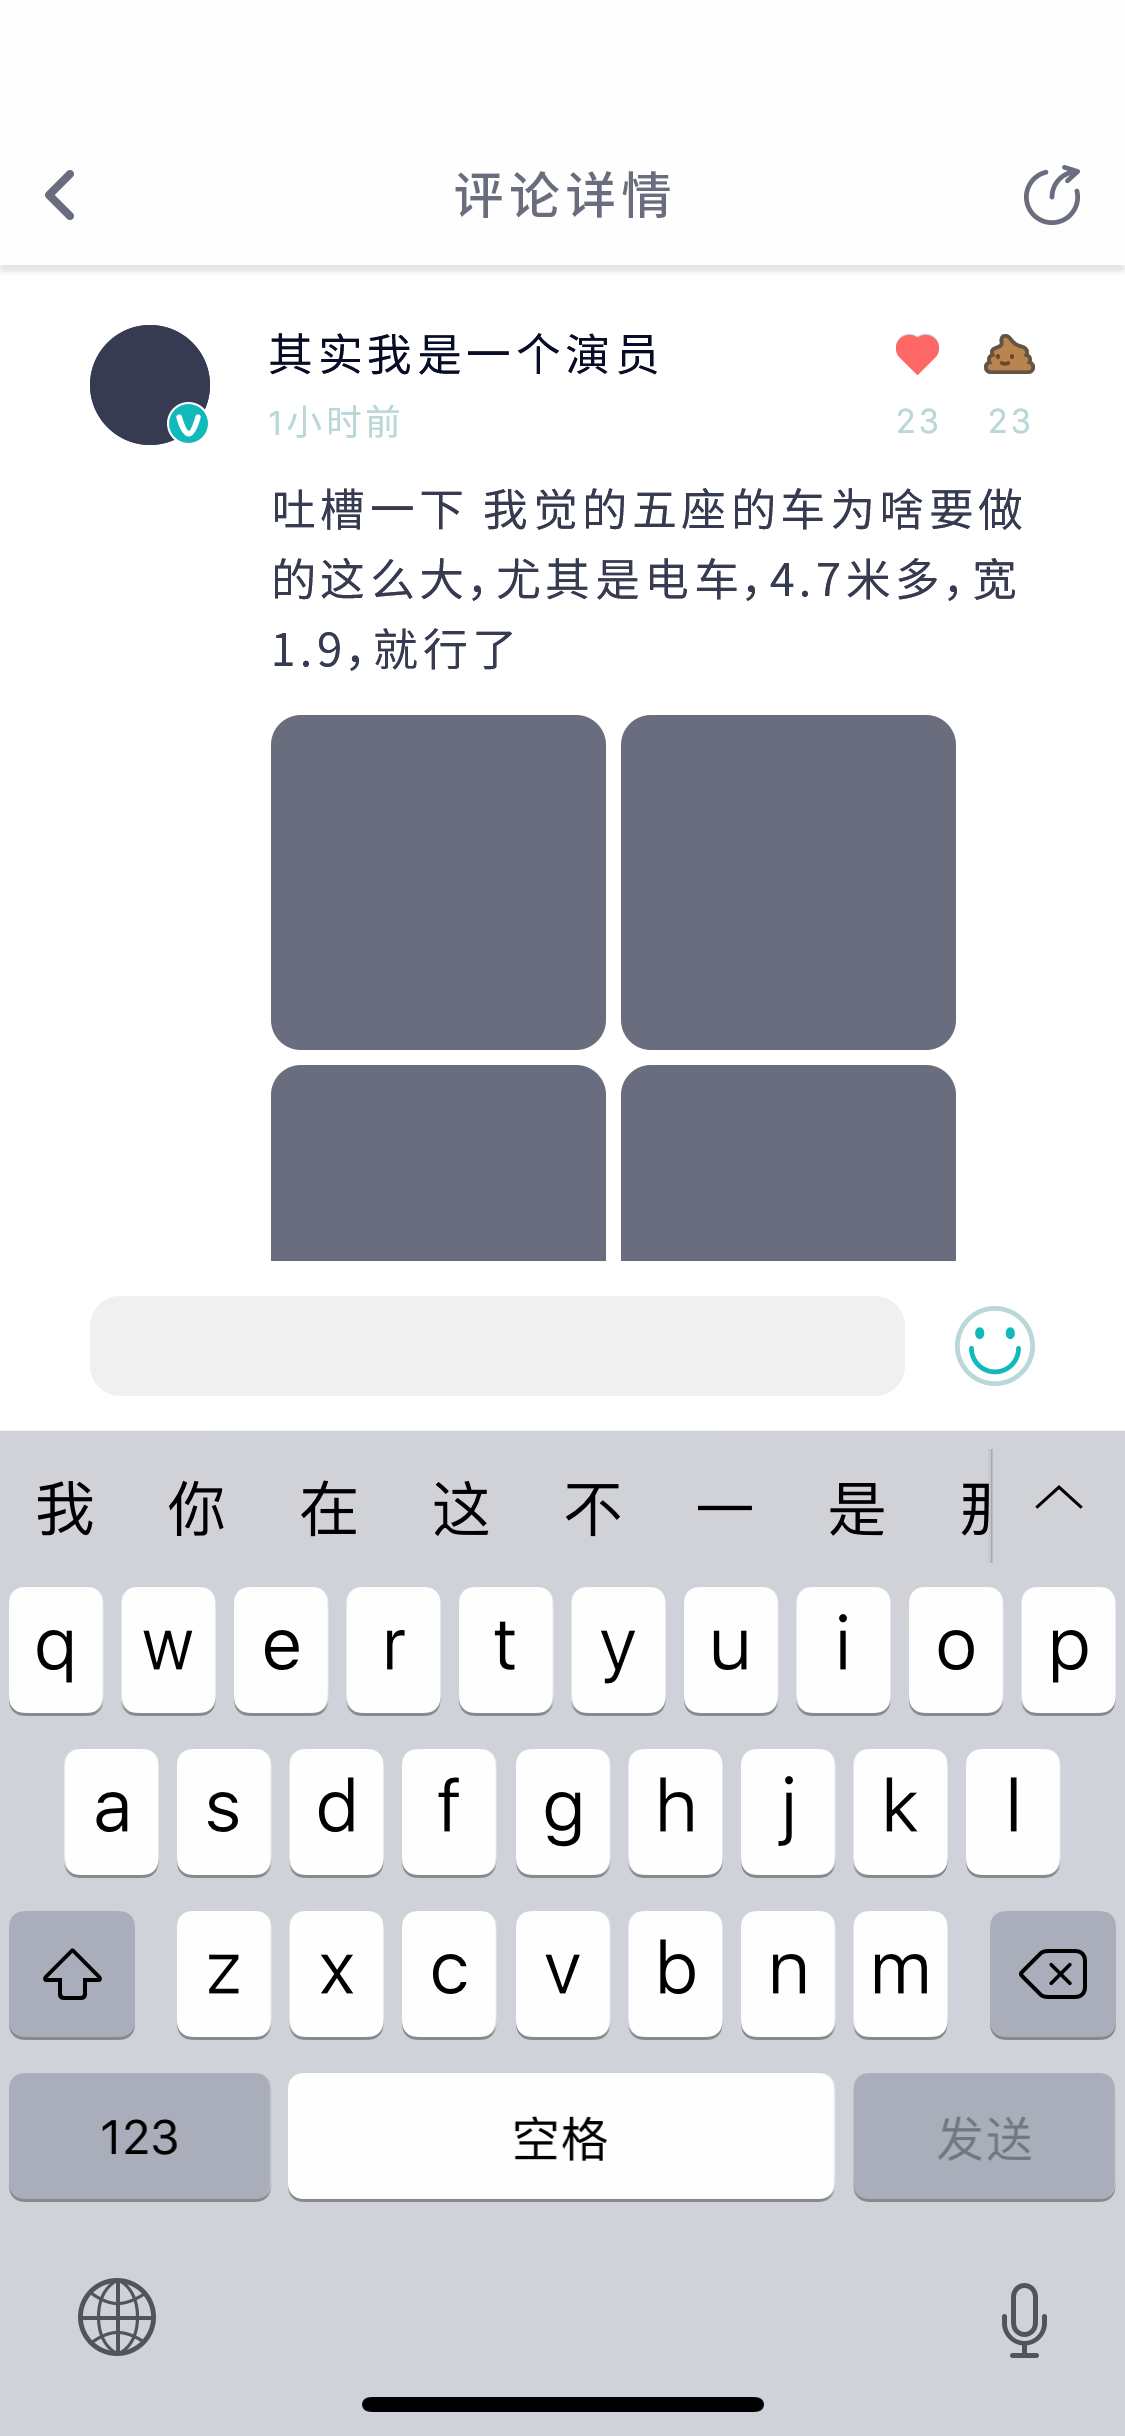 评论详情
其实我是一个演员
1小时前
23 23
吐槽一下 我觉的五座的车为啥要做
的这么大，尤其是电车，4.7米多，宽
1.9，就行了
我 你 在 这 不 一 是
q w e r t y u i o p
a s d f g h j k l
z x c v b n m
123 空格 发送